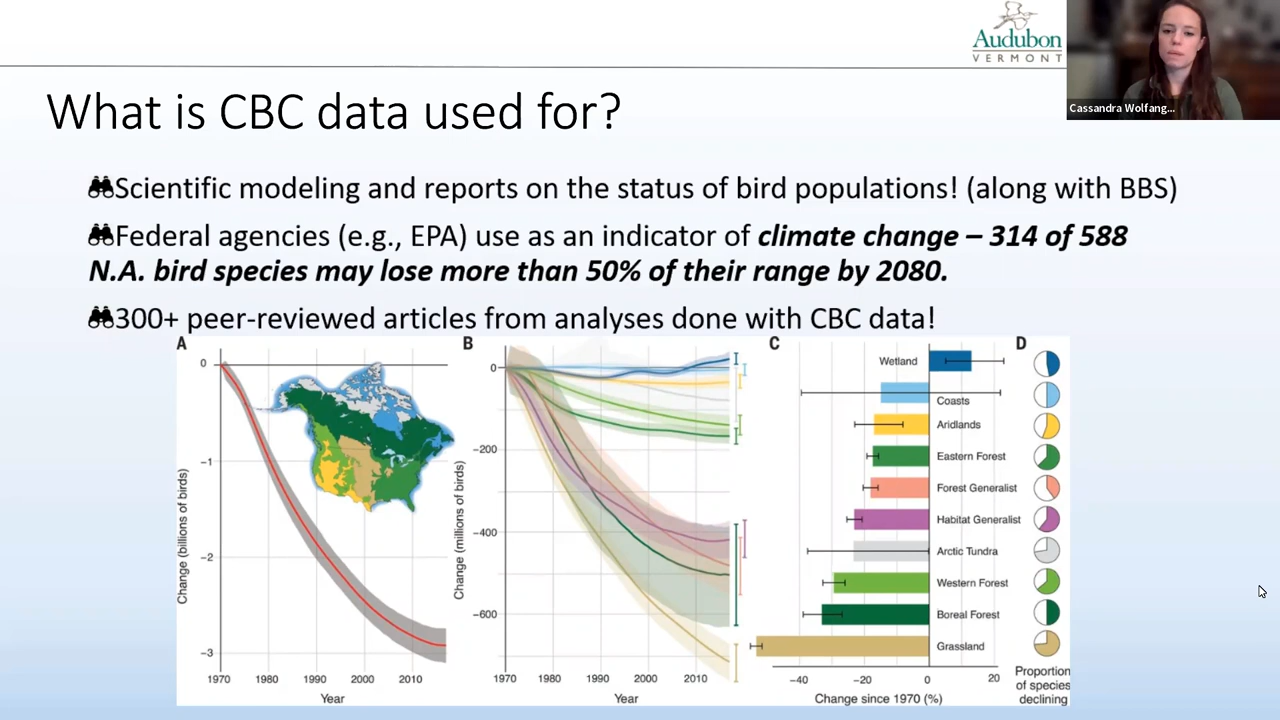 Audubon
VERMONT
Cassandra Wolfang...
What is CBC data used for?
Scientific modeling and reports on the status of bird populations! (along with BBS)
Federal agencies (e.g., EPA) use as an indicator of climate change – 314 of 588
N.A. bird species may lose more than 50% of their range by 2080.
300+ peer-reviewed articles from analyses done with CBC data!
A
0
−1
−2
−3
Change (billions of birds)
1970 1980 1990 2000 2010
Year
B
0
−200
−400
−600
Change (millions of birds)
1970 1980 1990 2000 2010
Year
C
Wetland
Coasts
Aridlands
Eastern Forest
Forest Generalist
Habitat Generalist
Arctic Tundra
Western Forest
Boreal Forest
Grassland
−40 −20 0 20
Change since 1970 (%)
D
Proportion
of species
declining